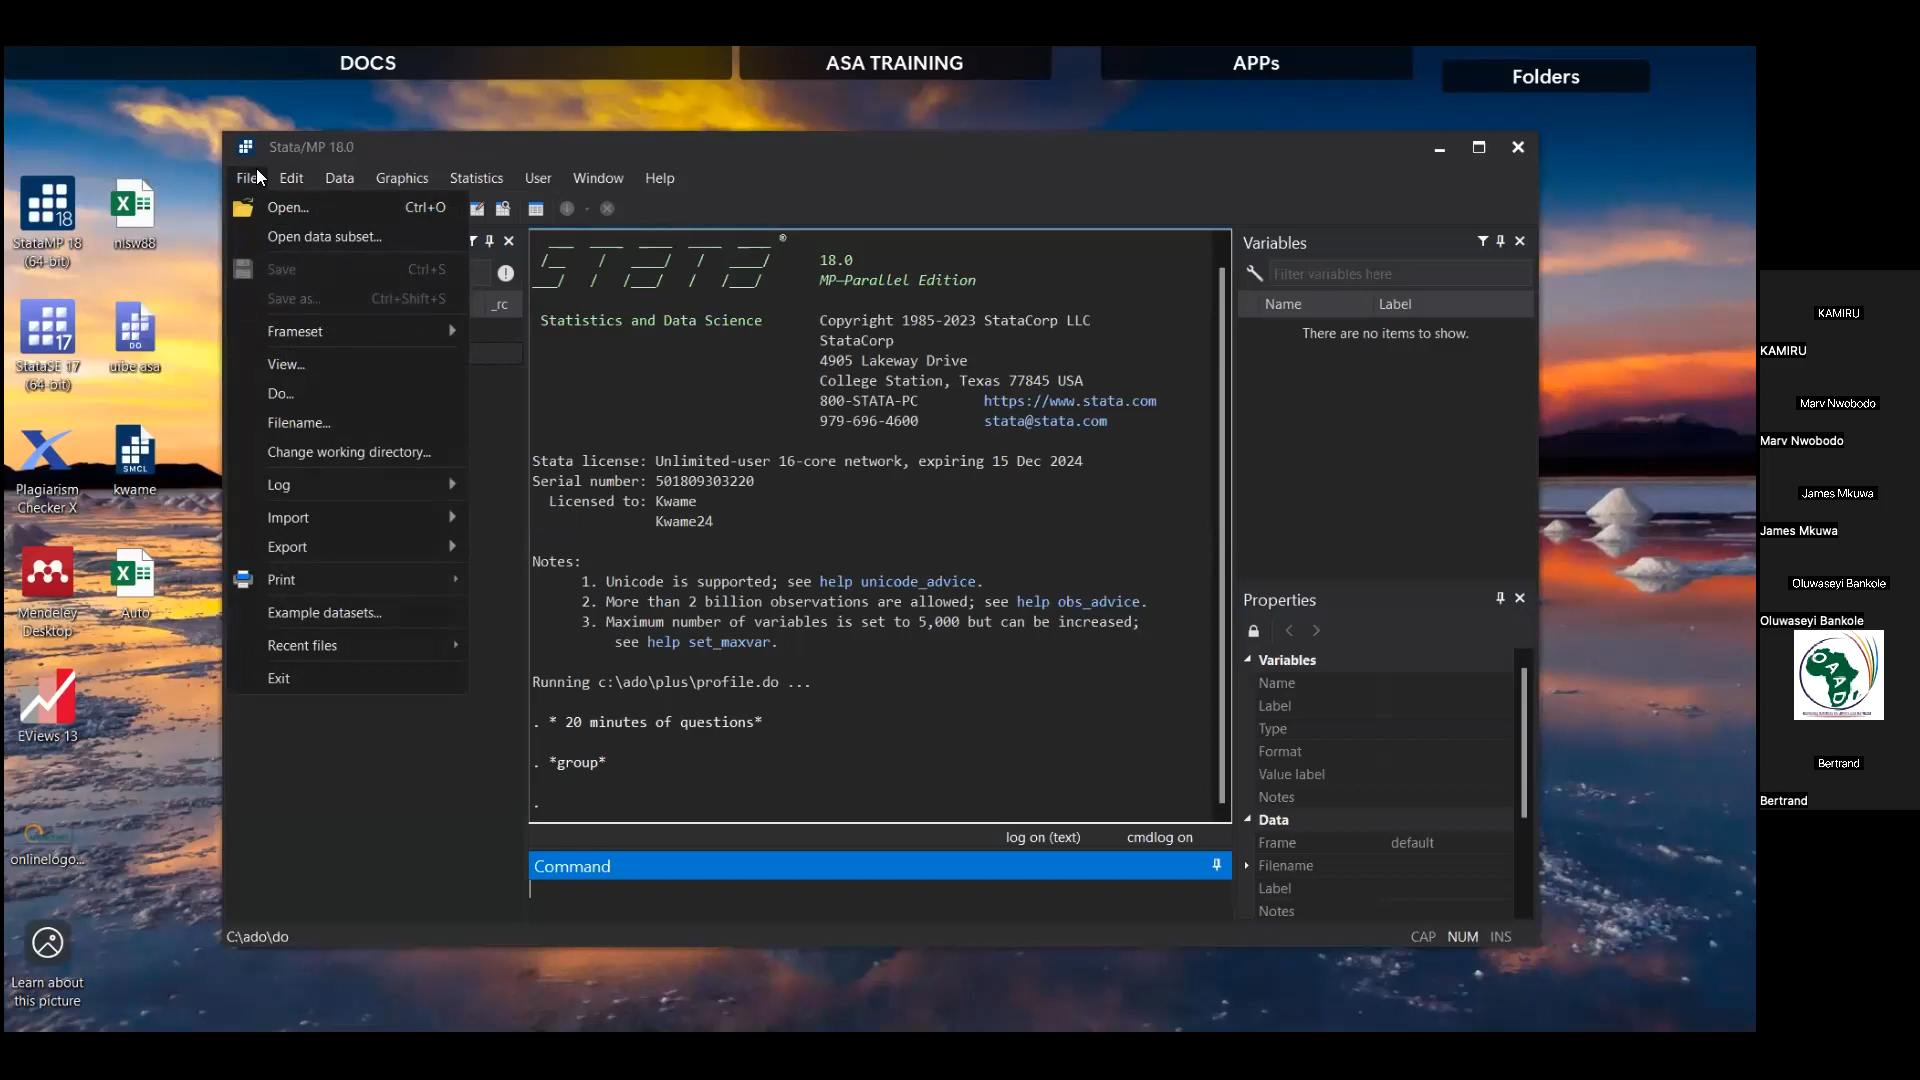 DOCS
ASA TRAINING
APPs
Folders
Stata/MP 18.0
File
Edit
Data
Graphics
Statistics
User
Window
Help
Open...
Ctrl+O
Open data subset...
Save
Ctrl+S
Save as...
Ctrl+Shift+S
Frameset
View...
Do...
Filename...
Change working directory...
Log
Import
Export
Print
Example datasets...
Recent files
Exit
_rc
18.0
MP—Parallel Edition
Statistics and Data Science
Copyright 1985-2023 StataCorp LLC
StataCorp
4905 Lakeway Drive
College Station, Texas 77845 USA
800-STATA-PC https://www.stata.com
979-696-4600 stata@stata.com
Stata license: Unlimited-user 16-core network, expiring 15 Dec 2024
Serial number: 501809303220
Licensed to: Kwame
Kwame24
Notes:
1. Unicode is supported; see help unicode_advice.
2. More than 2 billion observations are allowed; see help obs_advice.
3. Maximum number of variables is set to 5,000 but can be increased;
see help set_maxvar.
Running c:\ado\plus\profile.do ...
. * 20 minutes of questions*
. *group*
.
log on (text)
cmdlog on
Command
C:\ado\do
CAP
NUM
INS
Variables
Filter variables here
Name
Label
There are no items to show.
Properties
Variables
Name
Label
Type
Format
Value label
Notes
Data
Frame default
Filename
Label
Notes
18
StataMP 18
(64-bit)
nlsw88
17
StataSE 17
(64-bit)
DO
uibe asa
Plagiarism
Checker X
SMCL
kwame
Mendeley
Desktop
Auto
EViews 13
onlinelogo...
Learn about
this picture
KAMIRU
KAMIRU
Marv Nwobodo
Marv Nwobodo
James Mkuwa
James Mkuwa
Oluwaseyi Bankole
Oluwaseyi Bankole
Bertrand
Bertrand